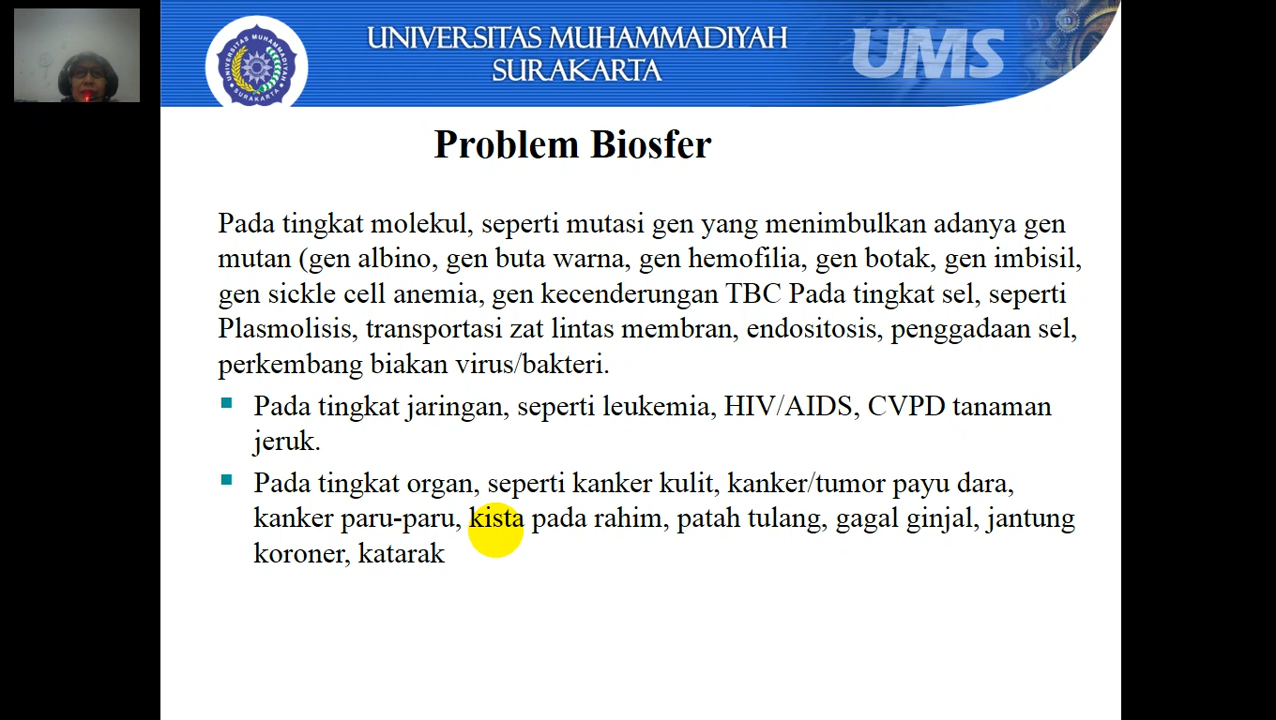 UNIVERSITAS MUHAMMADIYAH
SURAKARTA
UMS
UNIVERSITAS MUHAMMADIYAH
SURAKARTA
Problem Biosfer
Pada tingkat molekul, seperti mutasi gen yang menimbulkan adanya gen
mutan (gen albino, gen buta warna, gen hemofilia, gen botak, gen imbisil,
gen sickle cell anemia, gen kecenderungan TBC Pada tingkat sel, seperti
Plasmolisis, transportasi zat lintas membran, endositosis, penggadaan sel,
perkembang biakan virus/bakteri.
Pada tingkat jaringan, seperti leukemia, HIV/AIDS, CVPD tanaman
jeruk.
Pada tingkat organ, seperti kanker kulit, kanker/tumor payu dara,
kanker paru-paru, kista pada rahim, patah tulang, gagal ginjal, jantung
koroner, katarak